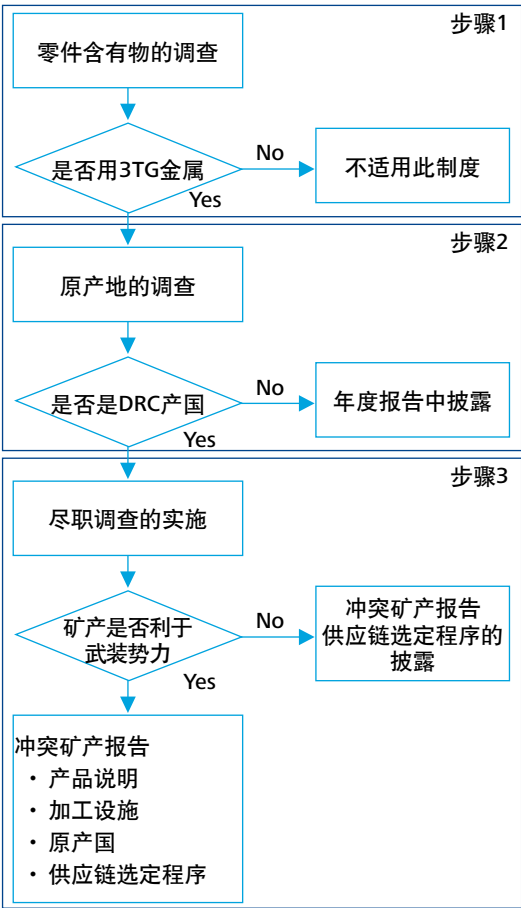 步骤1
零件含有物的调查
是否用3TG金属
No
不适用此制度
Yes
步骤2
原产地的调查
是否是DRC产国
No
年度报告中披露
Yes
步骤3
尽职调查的实施
矿产是否利于
武装势力
No
冲突矿产报告
供应链选定程序的
披露
Yes
冲突矿产报告
・ 产品说明
・ 加工设施
・ 原产国
・ 供应链选定程序